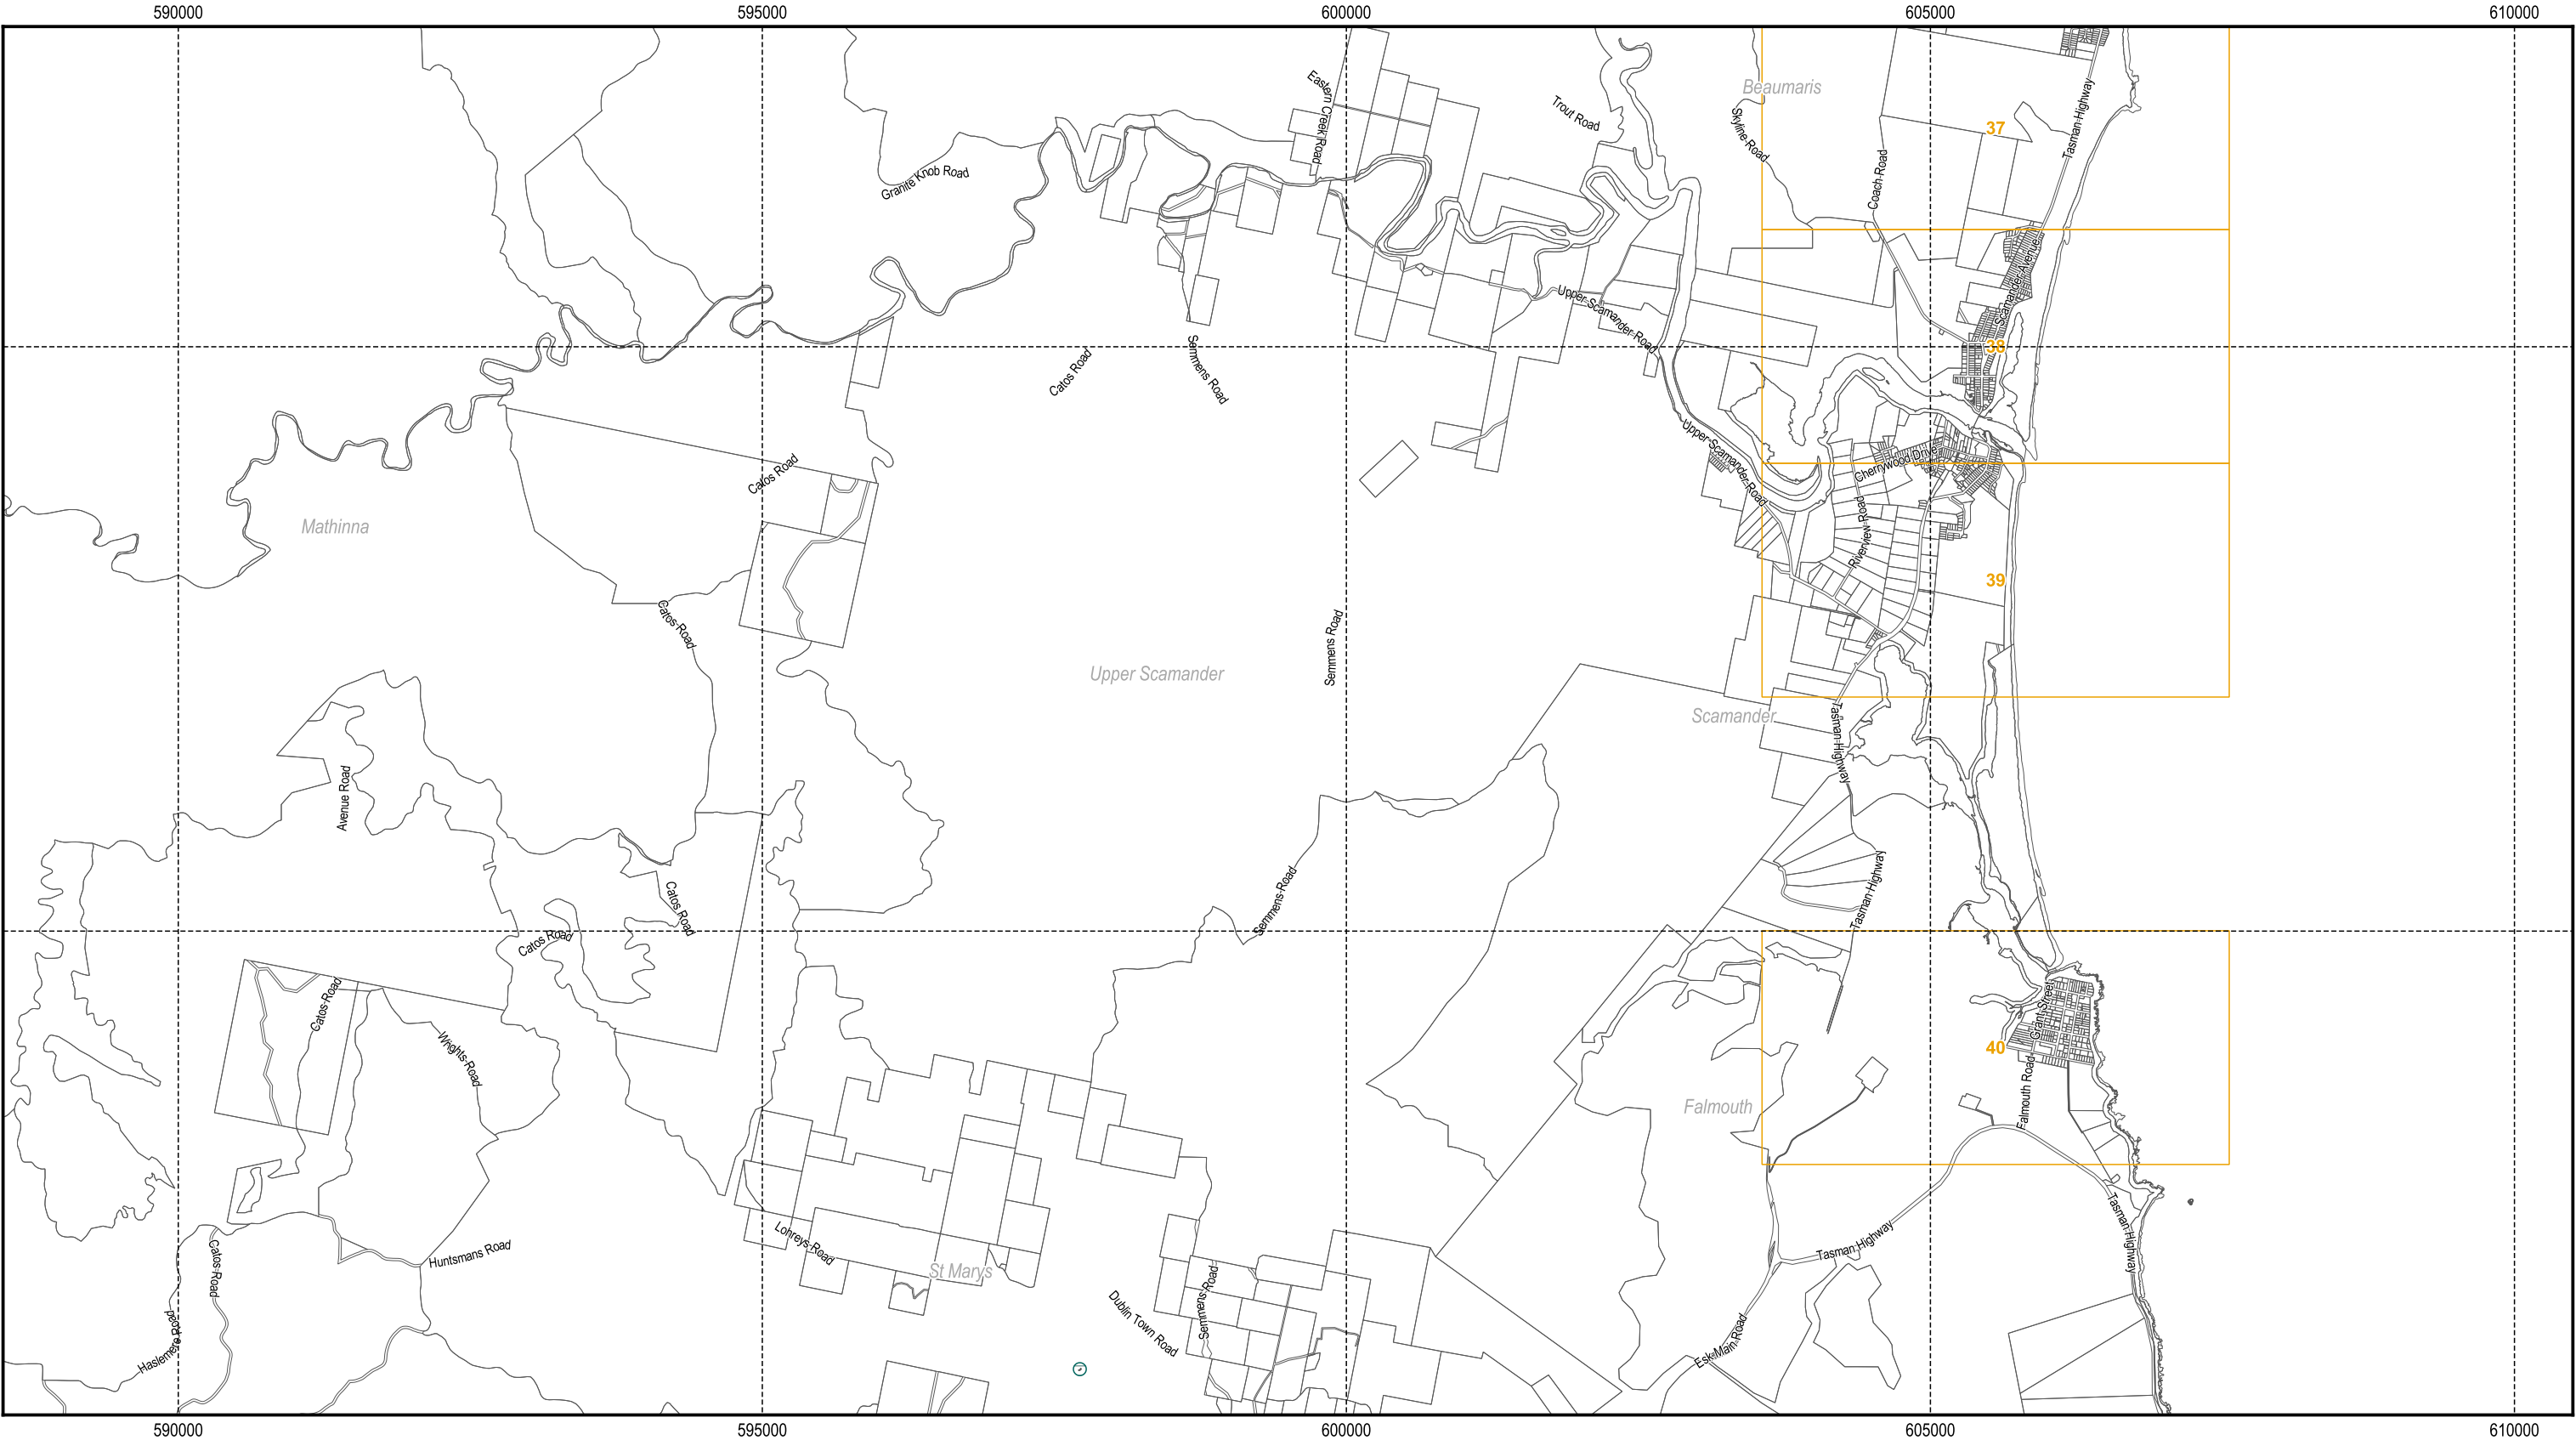 590000
595000
600000
605000
610000
Eastern Creek Road
Trout Road
Beaumaris
Skyline Road
37
Tasman Highway
Coach Road
Granite Knob Road
Scamander Avenue
Upper Scamander Road
38
Catos Road
Semmens Road
Upper Scamander Road
Cherrywood Drive
Catos Road
Mathinna
Riverview Road
39
Catos Road
Semmens Road
Upper Scamander
Scamander
Tasman Highway
Avenue Road
Tasman Highway
Semmens Road
Catos Road
Catos Road
Catos Road
Grant Street
Wrights Road
40
Falmouth Road
Falmouth
Tasman Highway
Tasman Highway
Lohreys Road
Huntsmans Road
Catos Road
St Marys
Semmens Road
Dublin Town Road
Haslemere Road
Esk Main Road
590000
595000
600000
605000
610000